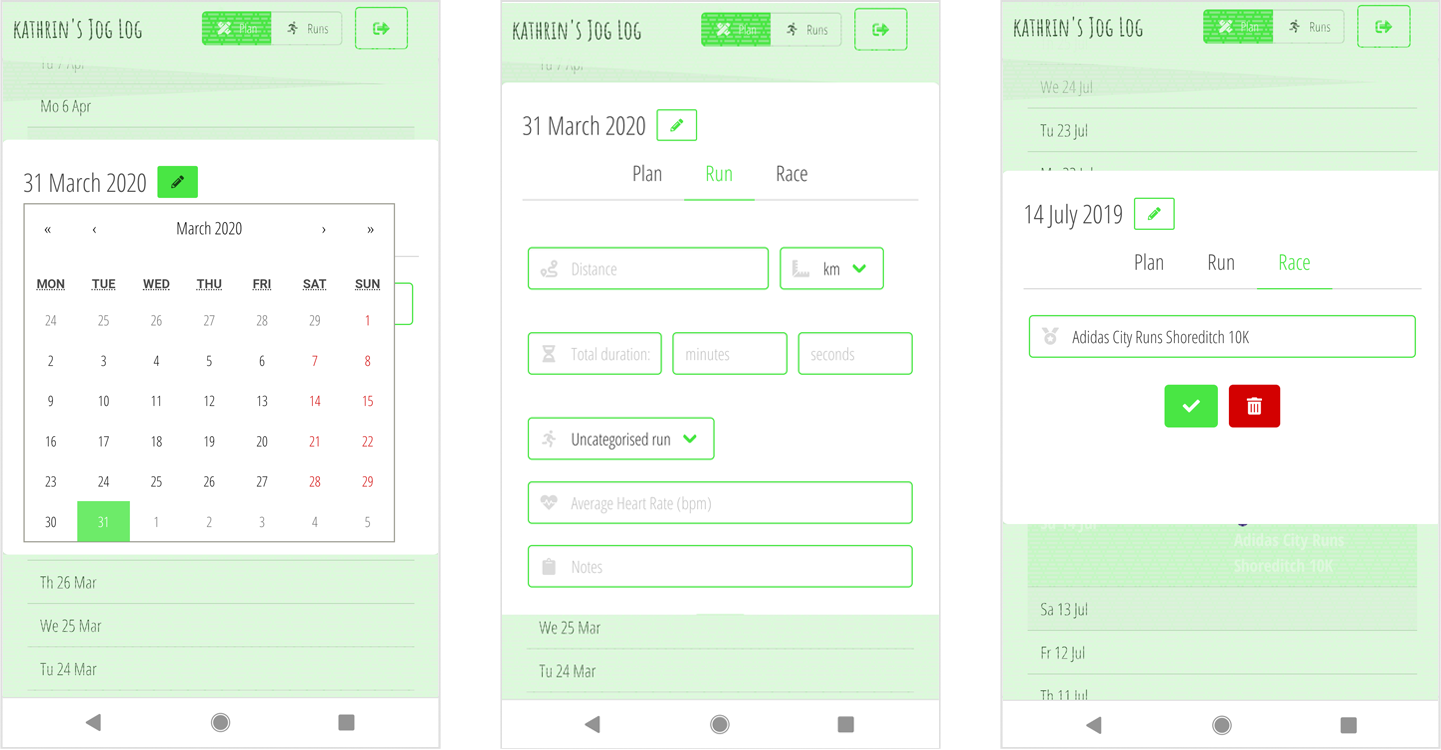 KATHRIN'S JOG LOG
Plan
Runs
Tu 7 Apr
Mo 6 Apr
31 March 2020
« ‹ March 2020 › »
MON TUE WED THU FRI SAT SUN
24 25 26 27 28 29 1
2 3 4 5 6 7 8
9 10 11 12 13 14 15
16 17 18 19 20 21 22
23 24 25 26 27 28 29
30 31 1 2 3 4 5
Th 26 Mar
We 25 Mar
Tu 24 Mar
KATHRIN'S JOG LOG
Plan
Runs
Tu 7 Apr
31 March 2020
Plan Run Race
Distance
km
Total duration:
minutes
seconds
Uncategorised run
Average Heart Rate (bpm)
Notes
We 25 Mar
Tu 24 Mar
KATHRIN'S JOG LOG
Plan
Runs
We 24 Jul
Tu 23 Jul
14 July 2019
Plan Run Race
Adidas City Runs Shoreditch 10K
Su 14 Jul
Adidas City Runs
Shoreditch 10K
Sa 13 Jul
Fr 12 Jul
Th 11 Jul